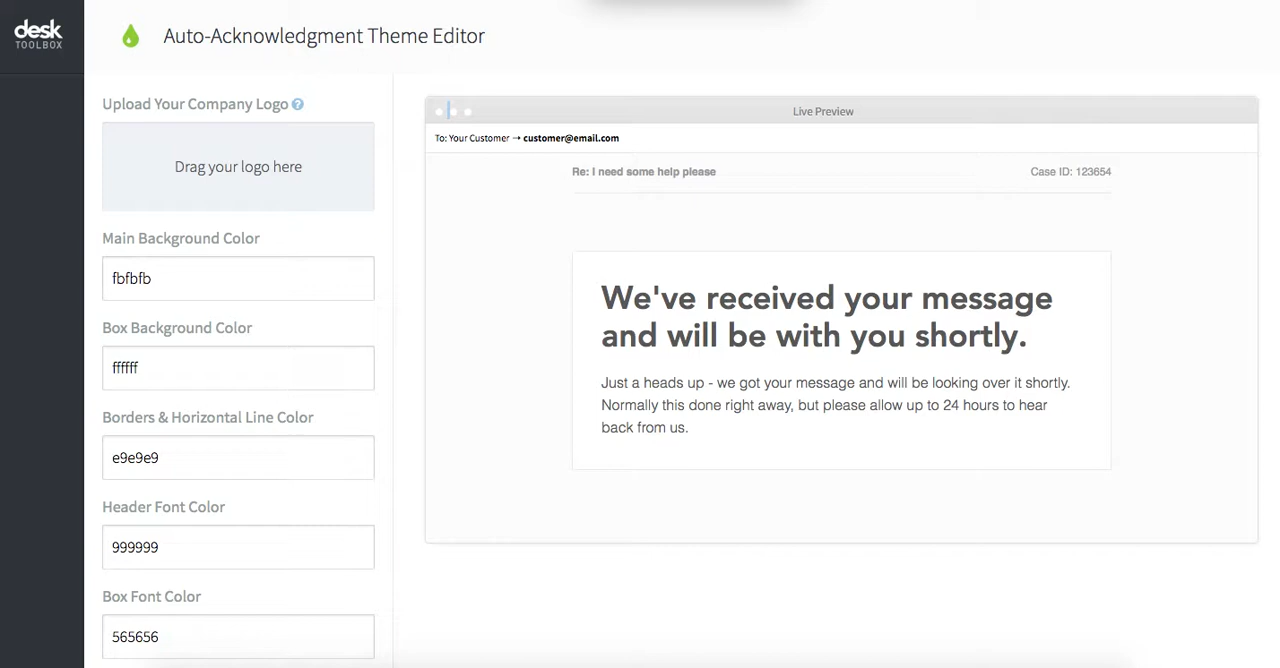 desk
TOOLBOX
Auto-Acknowledgment Theme Editor
Upload Your Company Logo ?
Drag your logo here
Main Background Color
fbfbfb
Box Background Color
ffffff
Borders & Horizontal Line Color
e9e9e9
Header Font Color
999999
Box Font Color
565656
Live Preview
To: Your Customer → customer@email.com
Re: I need some help please
Case ID: 123654
We've received your message
and will be with you shortly.
Just a heads up - we got your message and will be looking over it shortly.
Normally this done right away, but please allow up to 24 hours to hear
back from us.